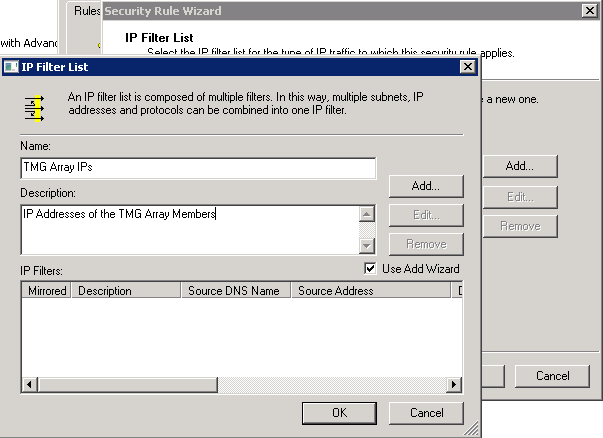 Rules
Security Rule Wizard
with Advanc
IP Filter List
Select the IP filter list for the type of IP traffic to which this security rule applies.
IP Filter List
An IP filter list is composed of multiple filters. In this way, multiple subnets, IP
addresses and protocols can be combined into one IP filter.
e a new one.
Name:
TMG Array IPs
Add...
Edit...
Remove
Description:
IP Addresses of the TMG Array Members
Add...
Edit...
Remove
IP Filters:
Use Add Wizard
Mirrored Description Source DNS Name Source Address D
OK
Cancel
Cancel